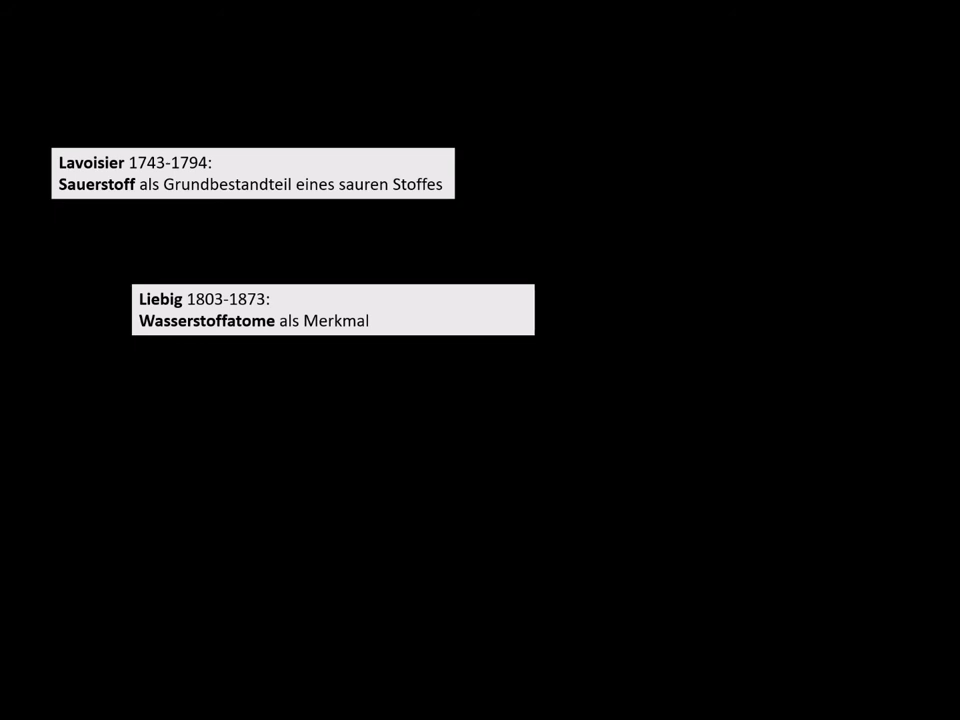 Lavoisier 1743-1794:
Sauerstoff als Grundbestandteil eines sauren Stoffes
Liebig 1803-1873:
Wasserstoffatome als Merkmal